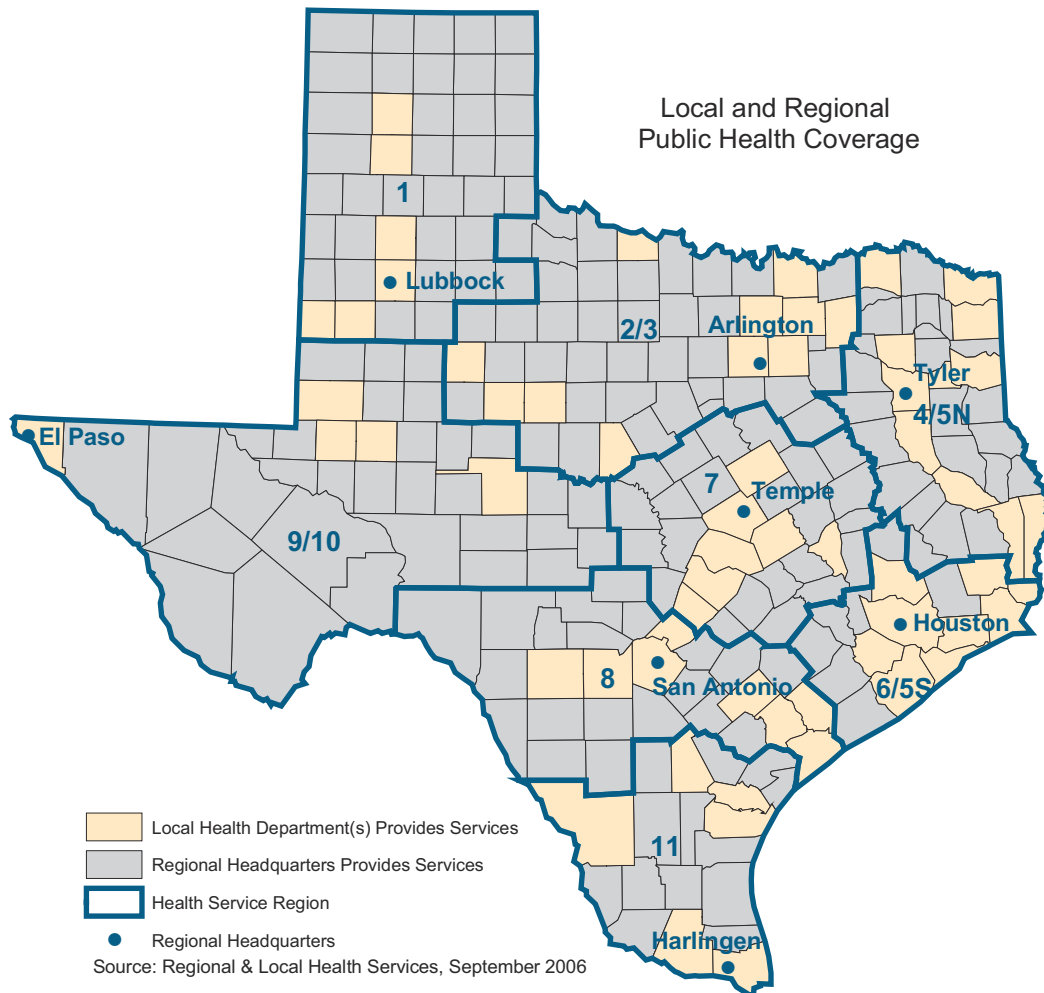 Local and Regional
Public Health Coverage
1
Lubbock
2/3
Arlington
Tyler
4/5N
El Paso
7
Temple
9/10
Houston
8
San Antonio
6/5S
11
Harlingen
Local Health Department(s) Provides Services
Regional Headquarters Provides Services
Health Service Region
Regional Headquarters
Source: Regional & Local Health Services, September 2006